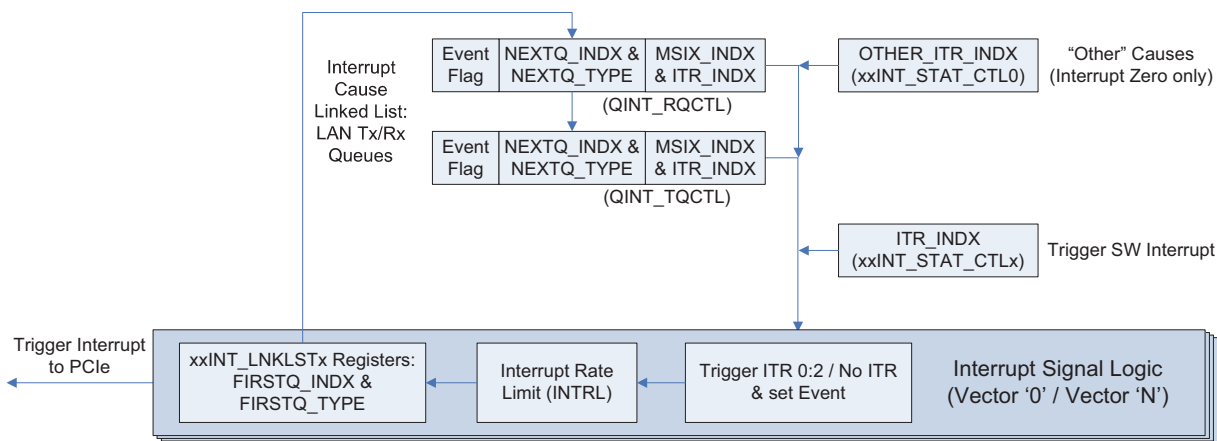 Interrupt
Cause
Linked List:
LAN Tx/Rx
Queues
Event
Flag
NEXTQ_INDX &
NEXTQ_TYPE
MSIX_INDX
& ITR_INDX
(QINT_RQCTL)
OTHER_ITR_INDX
(xxINT_STAT_CTL0)
“Other” Causes
(Interrupt Zero only)
Event
Flag
NEXTQ_INDX &
NEXTQ_TYPE
MSIX_INDX
& ITR_INDX
(QINT_TQCTL)
ITR_INDX
(xxINT_STAT_CTLx)
Trigger SW Interrupt
Trigger Interrupt
to PCIe
xxINT_LNKLSTx Registers:
FIRSTQ_INDX &
FIRSTQ_TYPE
Interrupt Rate
Limit (INTRL)
Trigger ITR 0:2 / No ITR
& set Event
Interrupt Signal Logic
(Vector ‘0’ / Vector ‘N’)